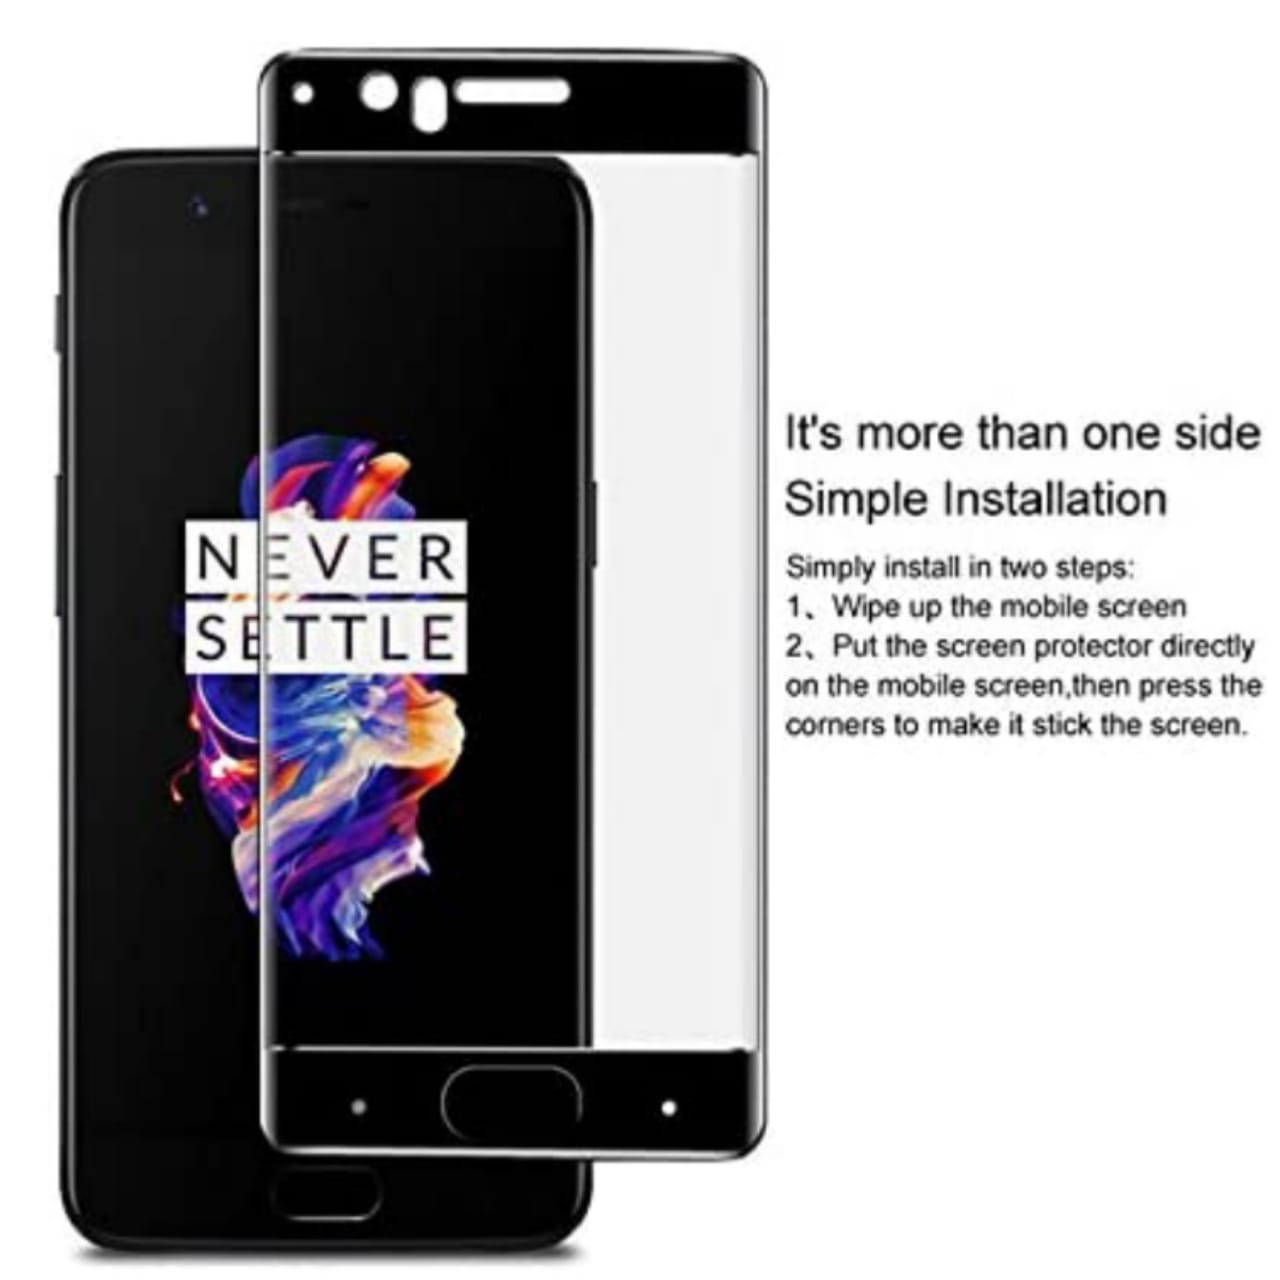 NEVER
SETTLE
It's more than one side
Simple Installation
Simply install in two steps:
1、Wipe up the mobile screen
2、Put the screen protector directly
on the mobile screen,then press the
corners to make it stick the screen.